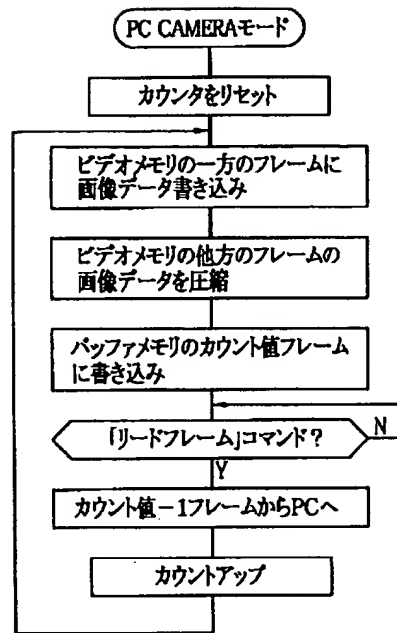 PC CAMERAモード
カウンタをリセット
ビデオメモリの一方のフレームに
画像データ書き込み
ビデオメモリの他方のフレームの
画像データを圧縮
バッファメモリのカウント値フレーム
に書き込み
「リードフレーム」コマンド?
N
Y
カウント値-1フレームからPCへ
カウントアップ